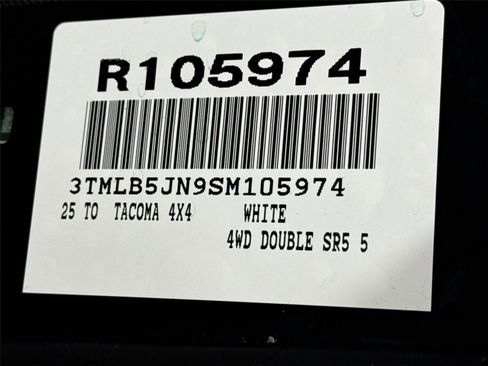 R105974
3TMLB5JN9SM105974
25 TO TACOMA 4X4 WHITE
4WD DOUBLE SR5 5